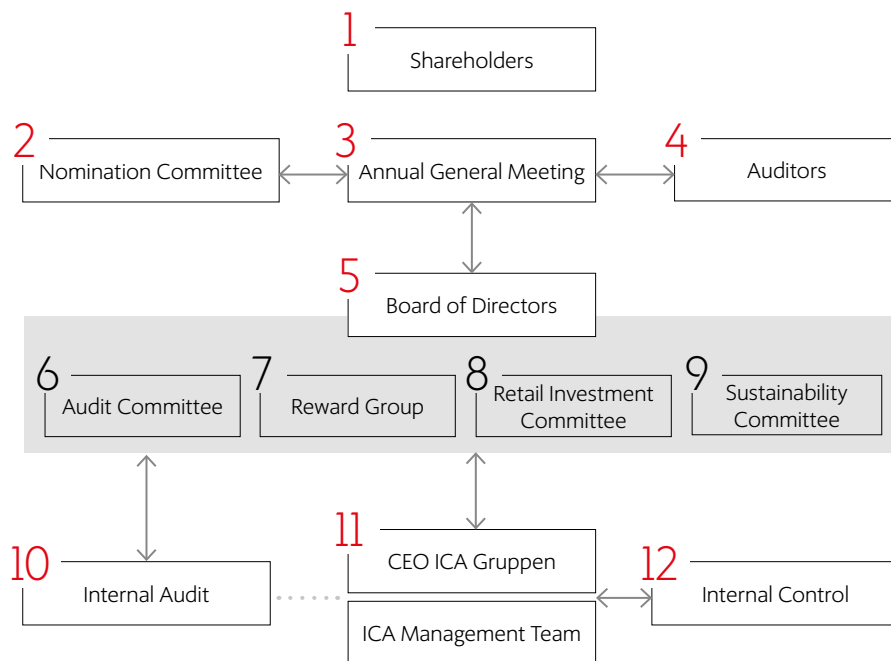 1
Shareholders
2
Nomination Committee
3
Annual General Meeting
4
Auditors
5
Board of Directors
6
Audit Committee
7
Reward Group
8
Retail Investment
Committee
9
Sustainability
Committee
10
Internal Audit
11
CEO ICA Gruppen
ICA Management Team
12
Internal Control